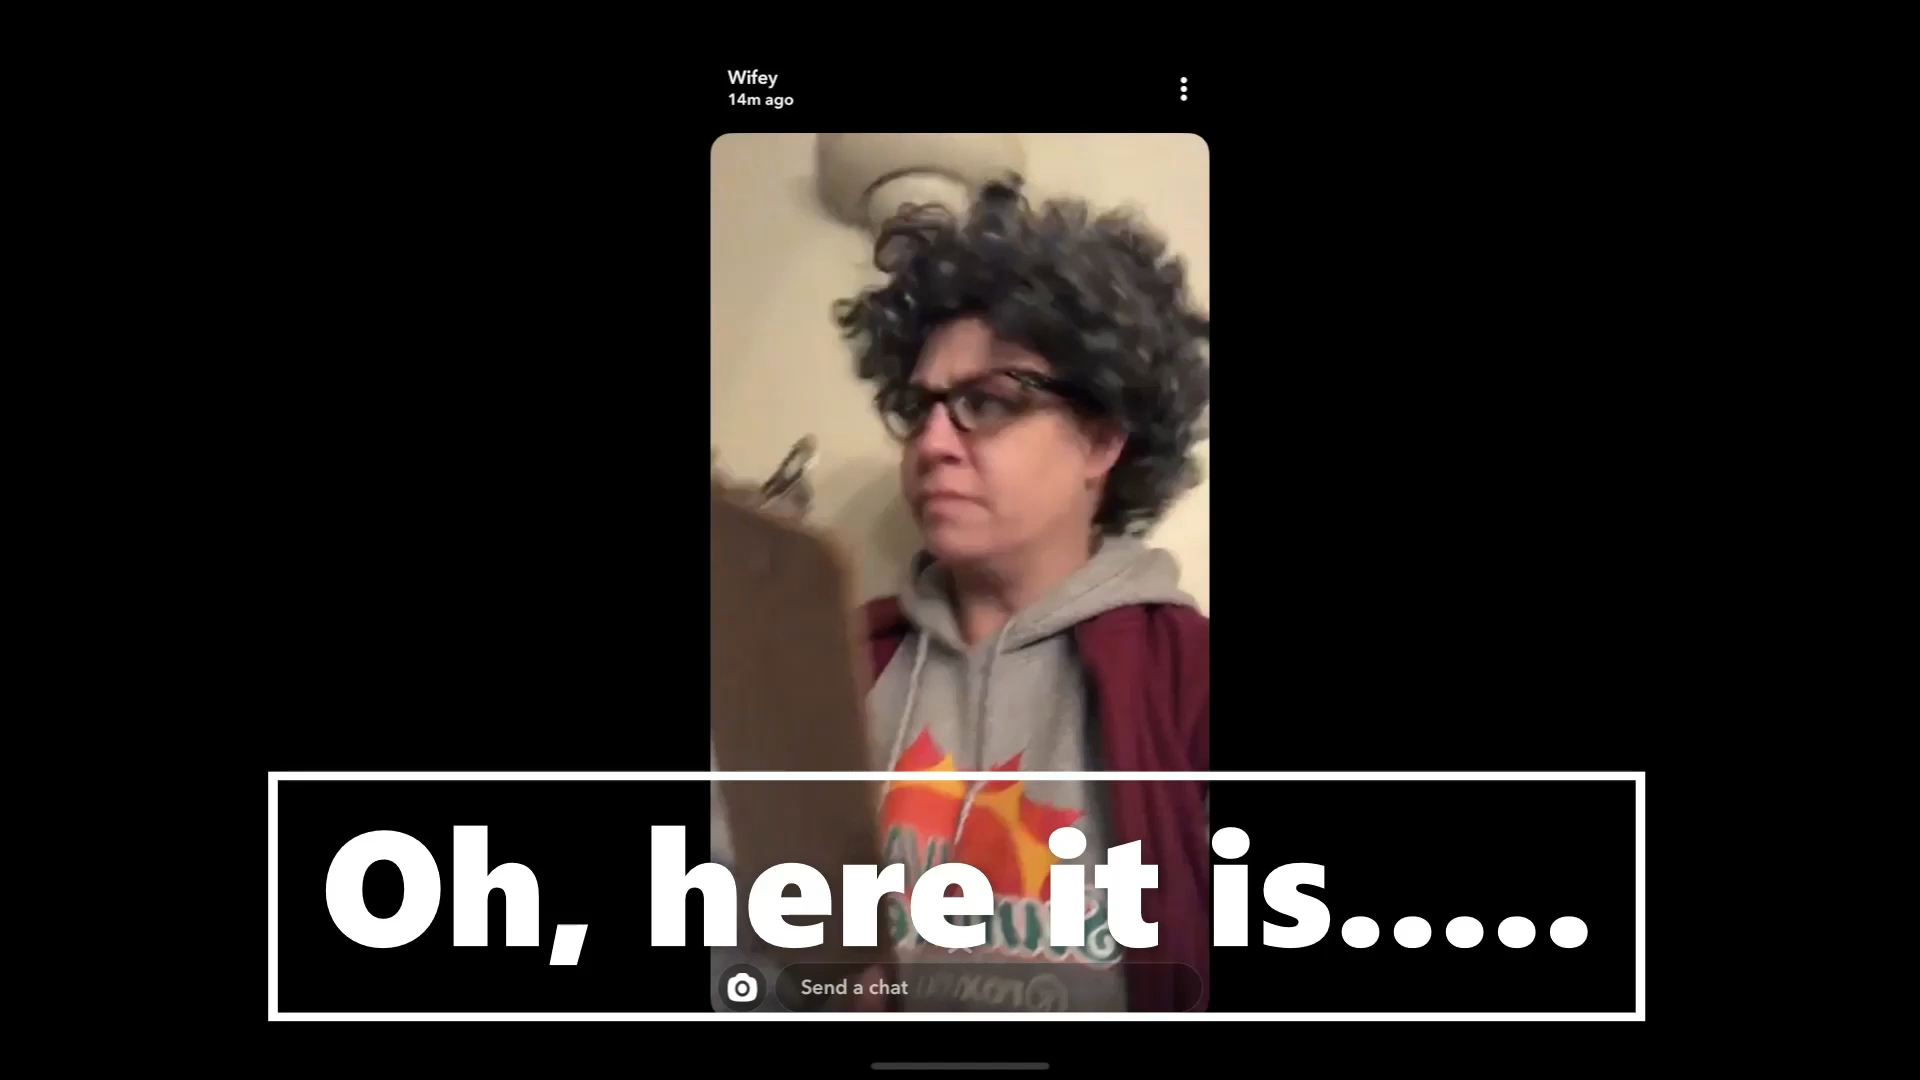 Wifey
14m ago
Oh, here it is.....
Send a chat